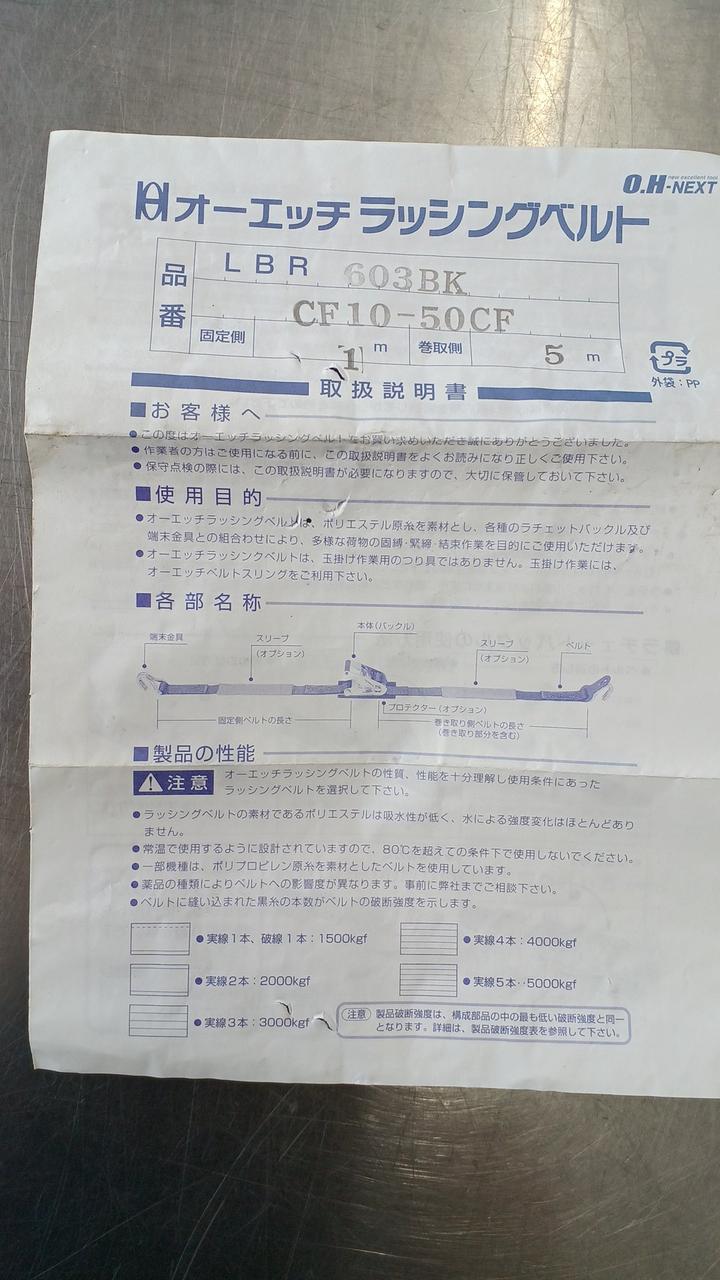 new excellent tool
O.H-NEXT
オーエッチ ラッシングベルト
品番
LBR 603BK
CF10-50CF
固定側 1 m 巻取側 5 m
プラ
外袋：PP
取扱説明書
■お客様へ
●この度はオーエッチラッシングベルトをお買い求めいただき誠にありがとうございました。
●作業者の方はご使用になる前に、この取扱説明書をよくお読みになり正しくご使用下さい。
●保守点検の際には、この取扱説明書が必要になりますので、大切に保管しておいて下さい。
■使用目的
●オーエッチラッシングベルトは、ポリエステル原糸を素材とし、各種のラチェットバックル及び
端末金具との組合わせにより、多様な荷物の固縛･緊締･結束作業を目的にご使用いただけます。
●オーエッチラッシンクベルトは、玉掛け作業用のつり具ではありません。玉掛け作業には、
オーエッチベルトスリングをご利用下さい。
■各部名称
本体(バックル)
端末金具
スリーブ
(オプション)
スリーブ
(オプション)
ベルト
プロテクター(オプション)
固定側ベルトの長さ
巻き取り側ベルトの長さ
(巻き取り部分を含む)
■製品の性能
注意
オーエッチラッシングベルトの性質、性能を十分理解し使用条件にあった
ラッシングベルトを選択して下さい。
●ラッシングベルトの素材であるポリエステルは吸水性が低く、水による強度変化はほとんどあり
ません。
●常温で使用するように設計されていますので、80℃を超えての条件下で使用しないでください。
●一部機種は、ポリプロピレン原糸を素材としたベルトを使用しています。
●薬品の種類によりベルトへの影響度が異なります。事前に弊社までご相談下さい。
●ベルトに縫い込まれた黒糸の本数がベルトの破断強度を示します。
●実線1本、破線1本：1500kgf
●実線4本：4000kgf
●実線2本：2000kgf
●実線5本‥5000kgf
●実線3本：3000kgf
注意 製品破断強度は、構成部品の中の最も低い破断強度と同一
となります。詳細は、製品破断強度表を参照して下さい。